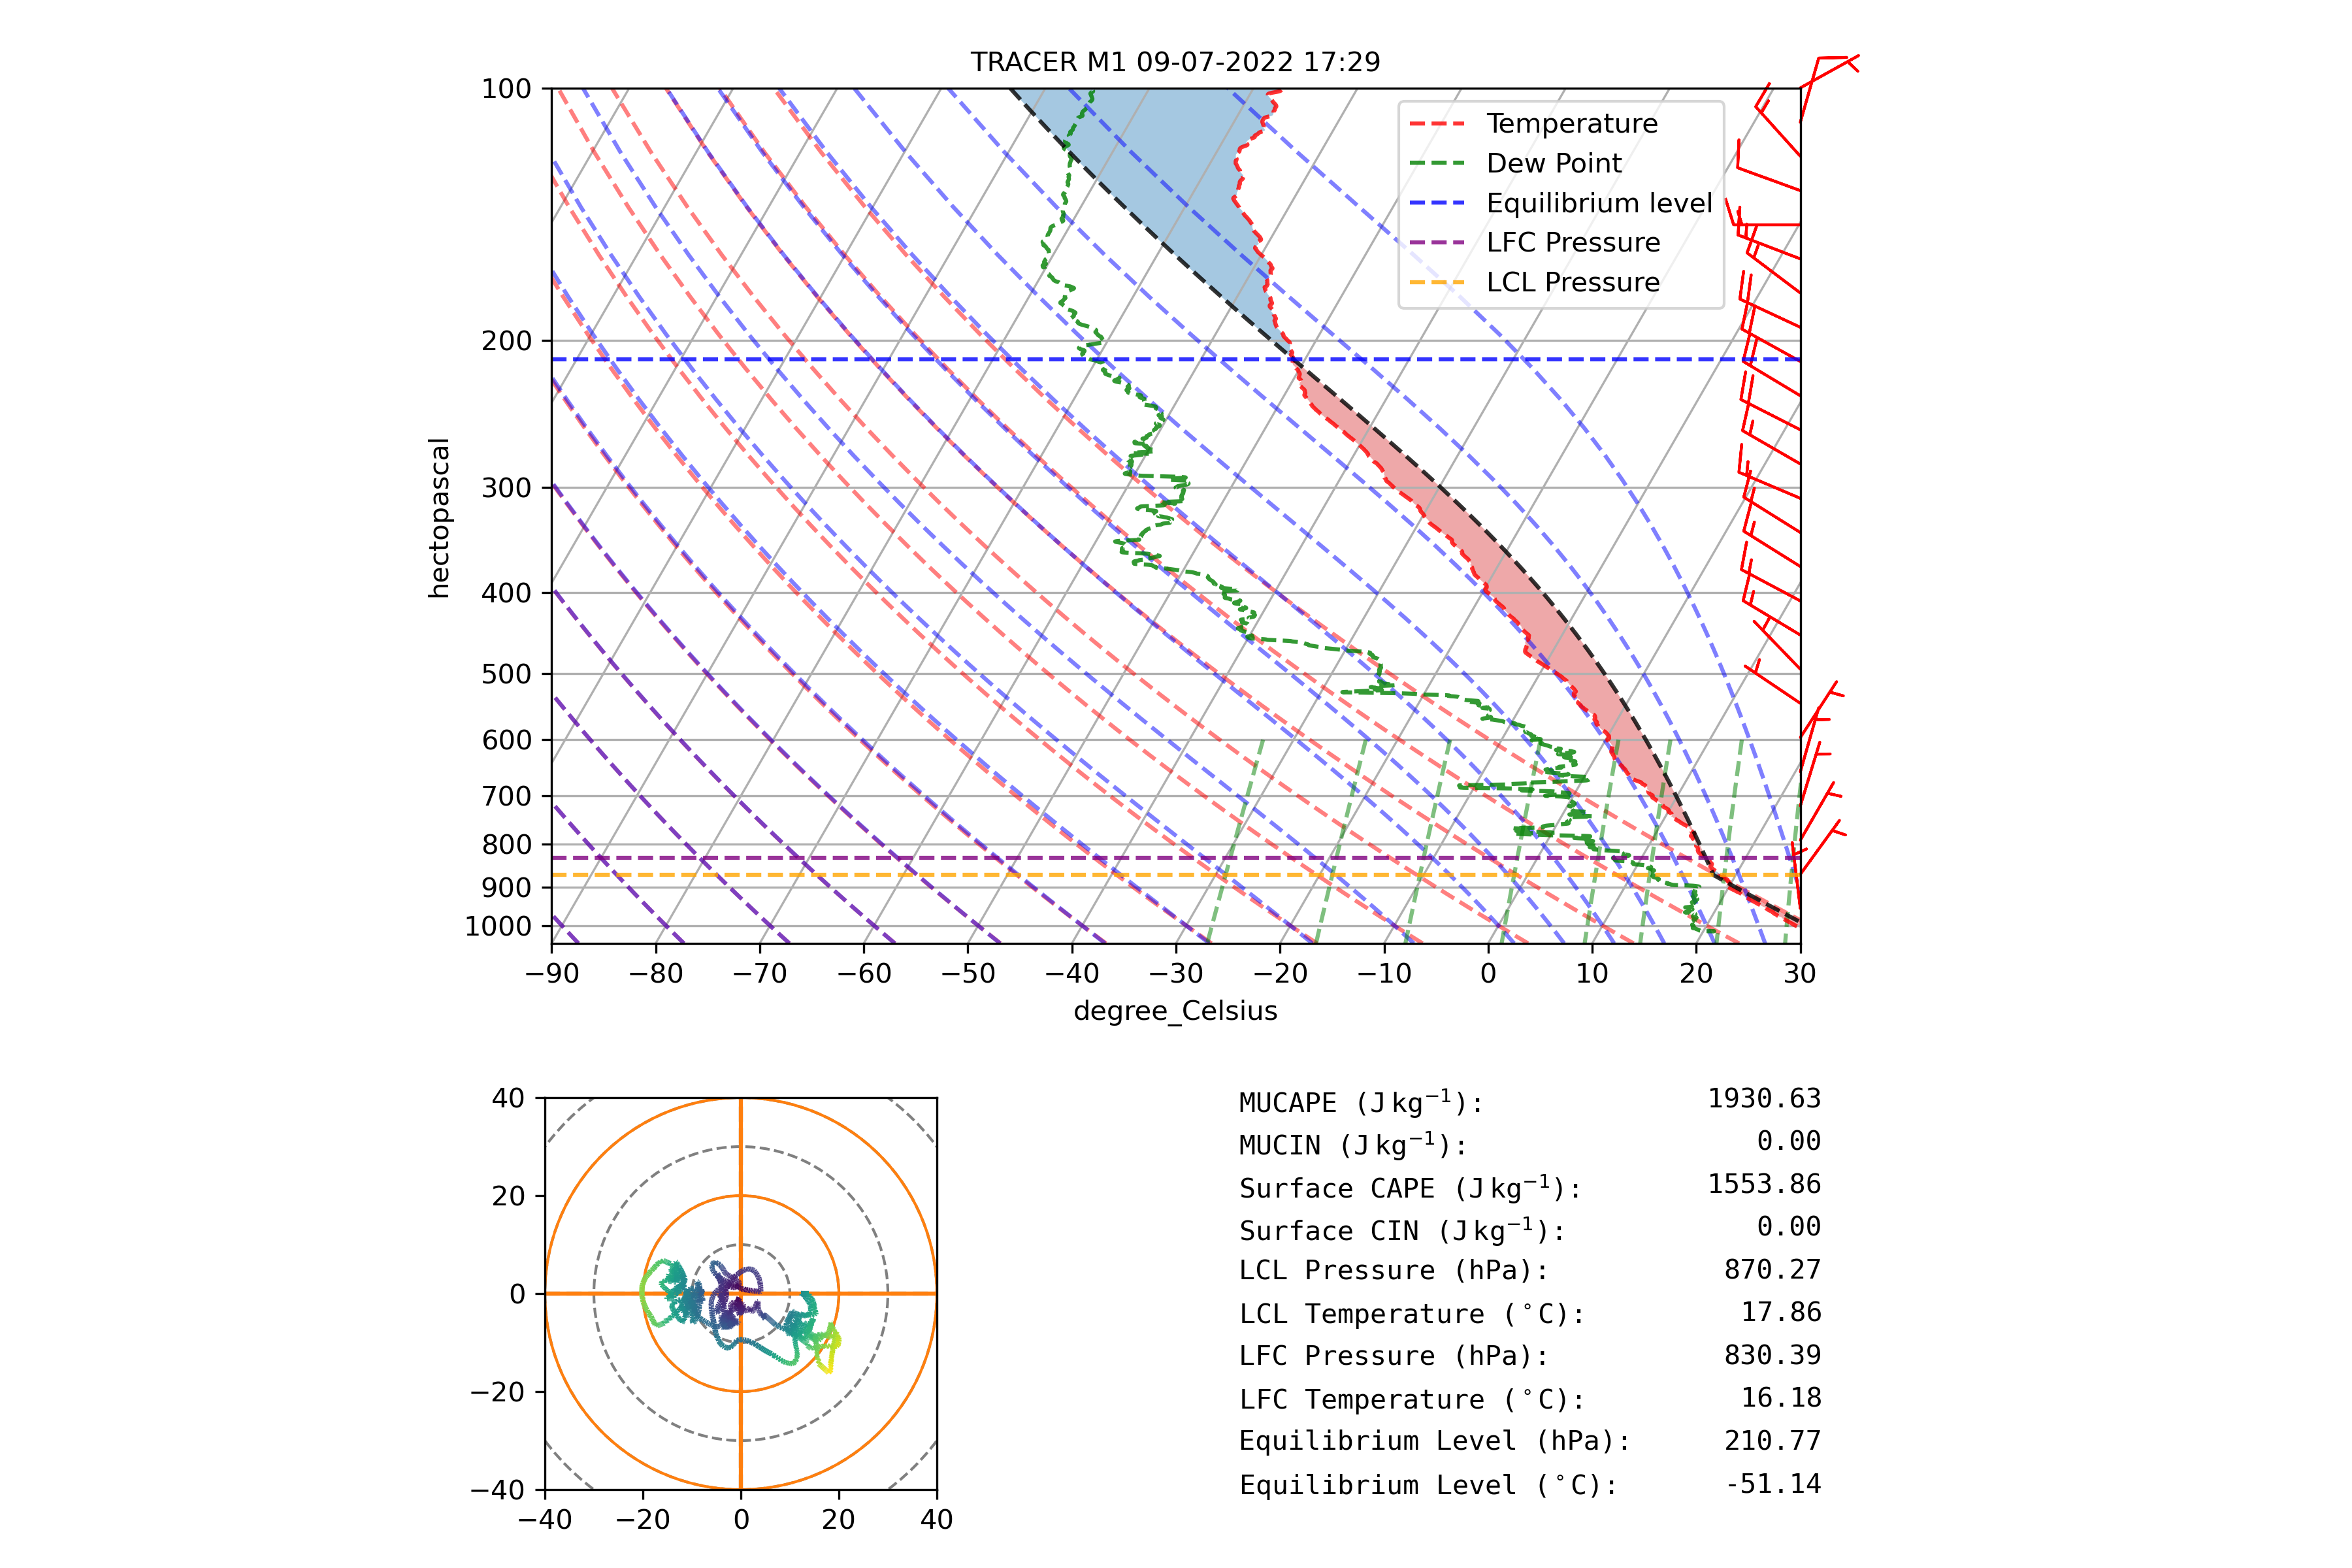 TRACER M1 09-07-2022 17:29
100
200
300
400
500
600
700
800
900
1000
hectopascal
Temperature
Dew Point
Equilibrium level
LFC Pressure
LCL Pressure
−90 −80 −70 −60 −50 −40 −30 −20 −10 0 10 20 30
degree_Celsius
40
20
0
−20
−40
−40 −20 0 20 40
MUCAPE (J kg⁻¹): 1930.63
MUCIN (J kg⁻¹): 0.00
Surface CAPE (J kg⁻¹): 1553.86
Surface CIN (J kg⁻¹): 0.00
LCL Pressure (hPa): 870.27
LCL Temperature (°C): 17.86
LFC Pressure (hPa): 830.39
LFC Temperature (°C): 16.18
Equilibrium Level (hPa): 210.77
Equilibrium Level (°C): -51.14